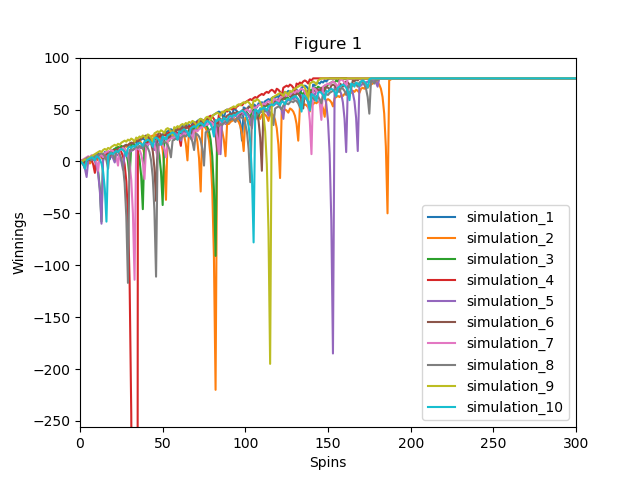 Figure 1
100
50
0
−50
−100
−150
−200
−250
Winnings
0 50 100 150 200 250 300
Spins
simulation_1
simulation_2
simulation_3
simulation_4
simulation_5
simulation_6
simulation_7
simulation_8
simulation_9
simulation_10